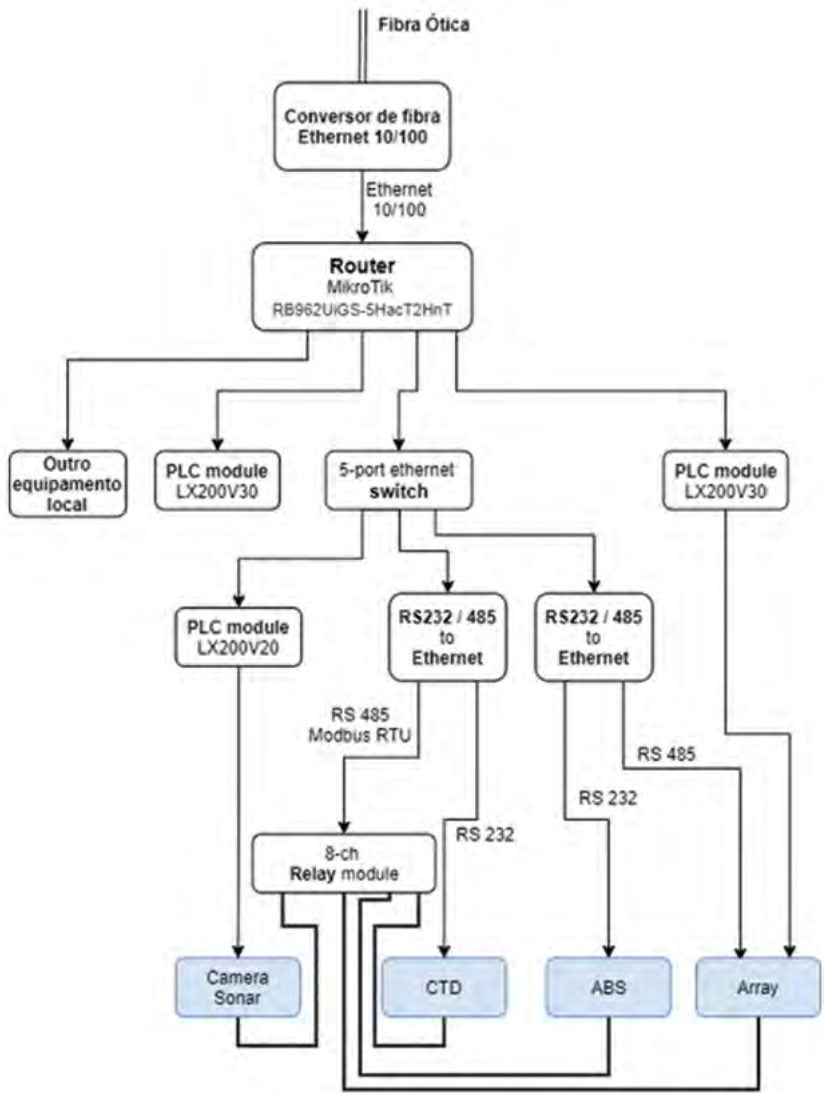 Fibra Ótica
Conversor de fibra
Ethernet 10/100
Ethernet
10/100
Router
MikroTik
RB962UiGS-5HacT2HnT
Outro
equipamento
local
PLC module
LX200V30
5-port ethernet
switch
PLC module
LX200V30
PLC module
LX200V20
RS232 / 485
to
Ethernet
RS232 / 485
to
Ethernet
RS 485
Modbus RTU
RS 485
RS 232
RS 232
8-ch
Relay module
Camera
Sonar
CTD
ABS
Array